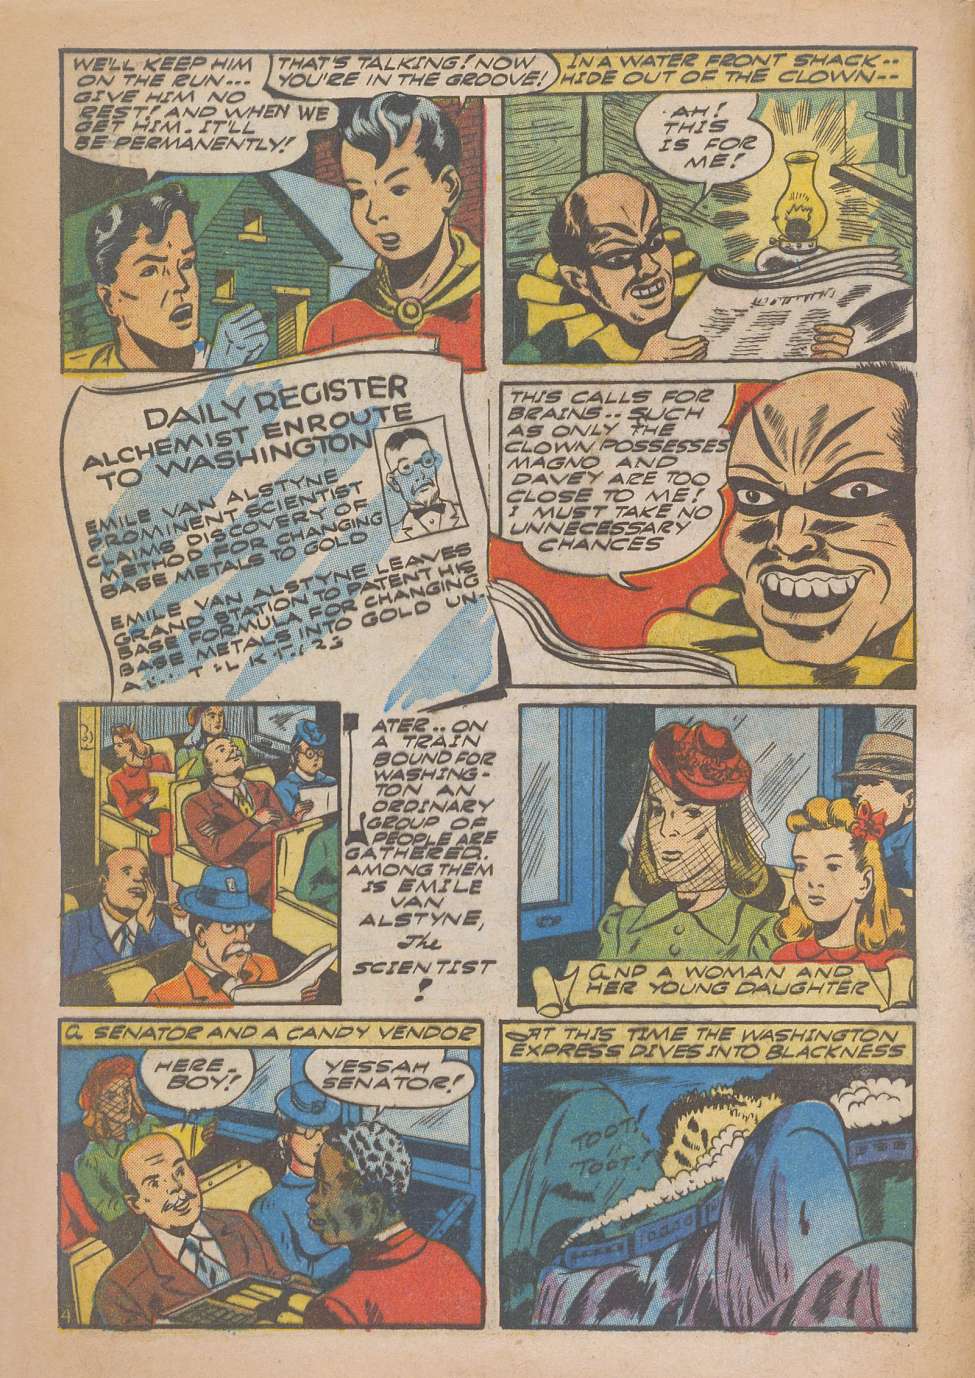 WE'LL KEEP HIM
ON THE RUN---
GIVE HIM NO
REST! AND WHEN WE
GET HIM. IT'LL
BE PERMANENTLY!
THAT'S TALKING! NOW
YOU'RE IN THE GROOVE!
IN A WATER FRONT SHACK--
HIDE OUT OF THE CLOWN--
AH!
THIS
IS FOR
ME!
DAILY REGISTER
ALCHEMIST ENROUTE
TO WASHINGTON
EMILE VAN ALSTYNE
PROMINENT SCIENTIST
CLAIMS DISCOVERY OF
METHOD FOR CHANGING
BASE METALS TO GOLD
EMILE VAN ALSTYNE LEAVES
GRAND STATION TO PATENT HIS
BASE FORMULA FOR CHANGING
BASE METALS INTO GOLD UN-
THIS CALLS FOR
BRAINS-- SUCH
AS ONLY THE
CLOWN POSSESSES
MAGNO AND
DAVEY ARE TOO
CLOSE TO ME!
I MUST TAKE NO
UNNECESSARY
CHANCES
LATER.. ON
A TRAIN
BOUND FOR
WASHING-
TON AN
ORDINARY
GROUP OF
PEOPLE ARE
GATHERED.
AMONG THEM
IS EMILE
VAN
ALSTYNE,
The
SCIENTIST
!
AND A WOMAN AND
HER YOUNG DAUGHTER
A SENATOR AND A CANDY VENDOR
HERE
BOY!
YESSAH
SENATOR!
4
AT THIS TIME THE WASHINGTON
EXPRESS DIVES INTO BLACKNESS
TOOT!
TOOT!